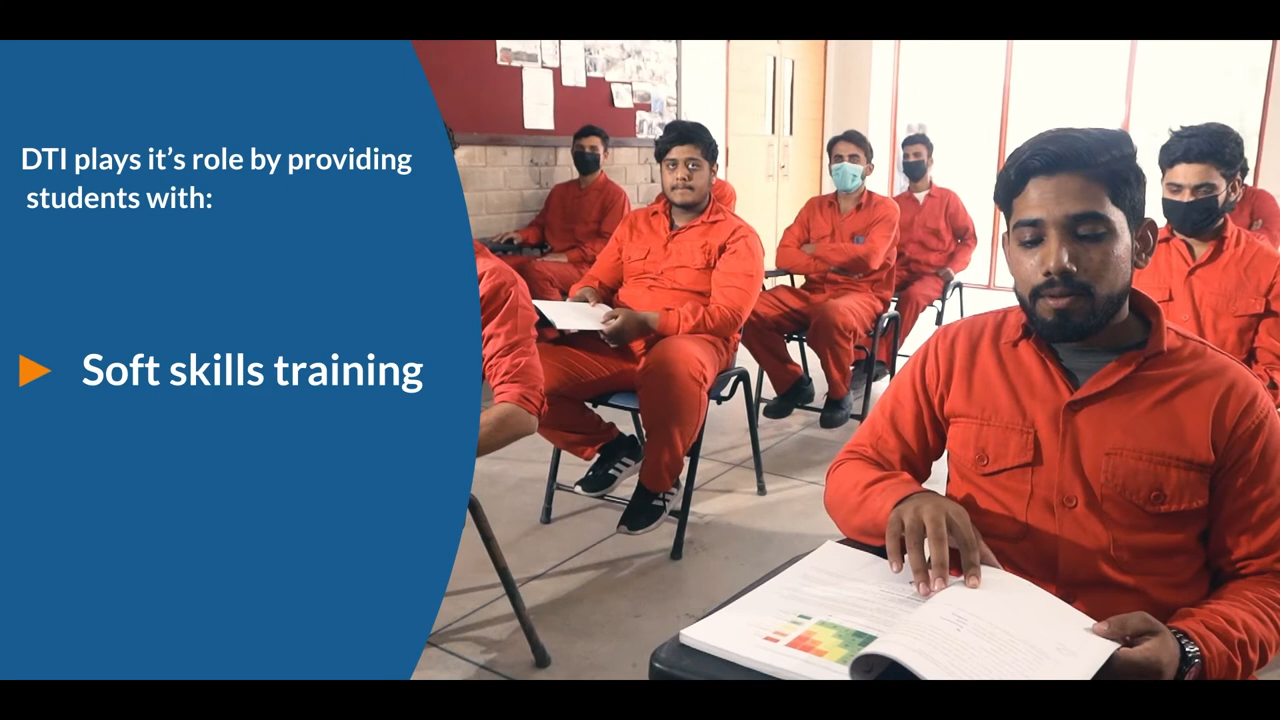 DTI plays it's role by providing
students with:
Soft skills training